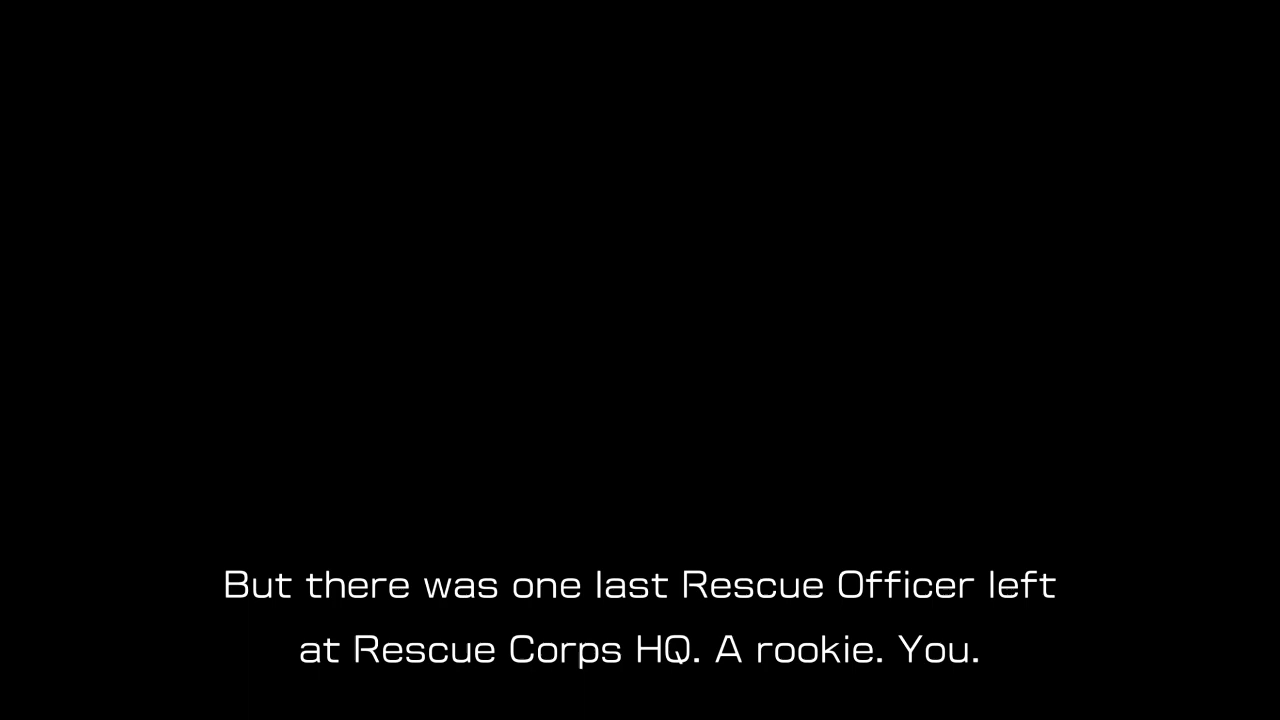 But there was one last Rescue Officer left
at Rescue Corps HQ. A rookie. You.